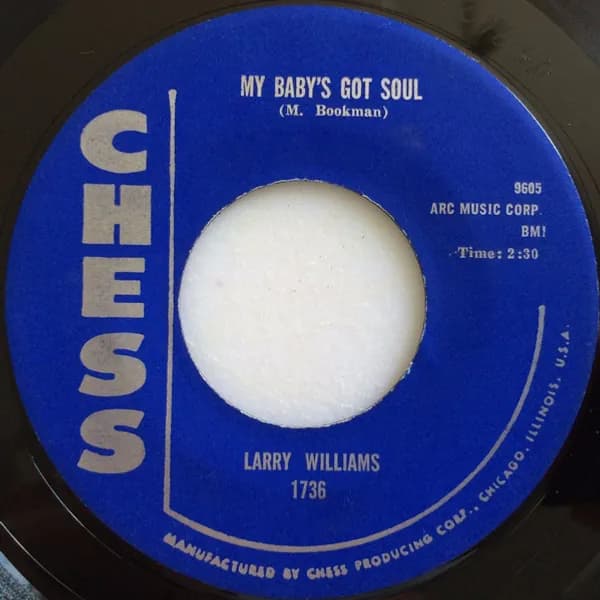 CHESS
MY BABY'S GOT SOUL
(M. Bookman)
9605
ARC MUSIC CORP.
BMI
Time: 2:30
LARRY WILLIAMS
1736
MANUFACTURED BY CHESS PRODUCING CORP., CHICAGO, ILLINOIS, U.S.A.